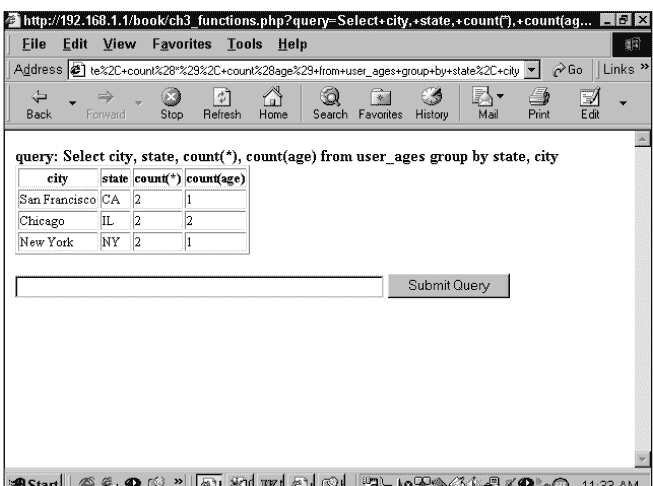 http://192.168.1.1/book/ch3_functions.php?query=Select+city,+state,+count(*),+count(ag...
File Edit View Favorites Tools Help
Address te%2C+count%28*%29%2C+count%28age%29+from+user_ages+group+by+state%2C+city Go Links »
Back Forward Stop Refresh Home Search Favorites History Mail Print Edit
query: Select city, state, count(*), count(age) from user_ages group by state, city
city state count(*) count(age)
San Francisco CA 2 1
Chicago IL 2 2
New York NY 2 1
Submit Query
Start » 11:33 AM